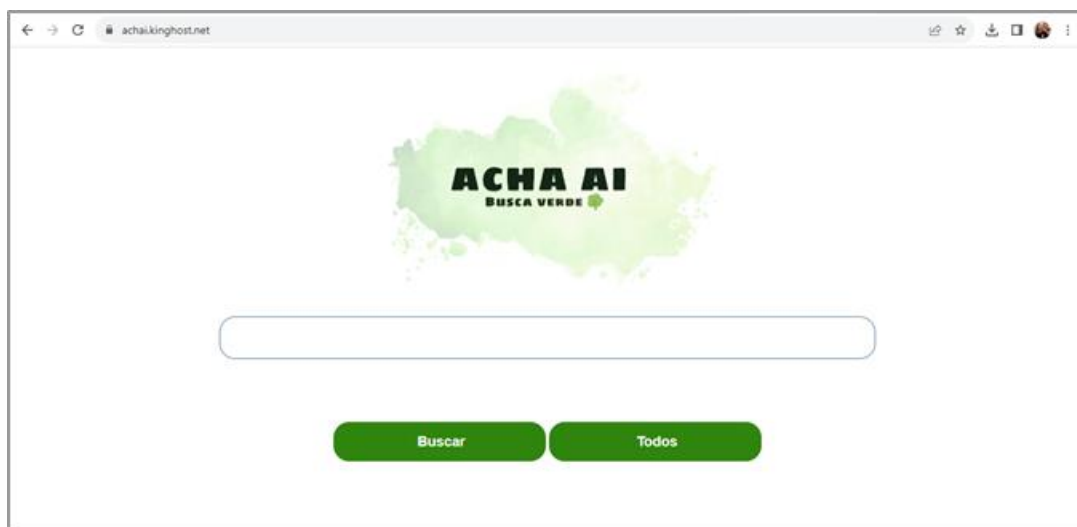 achai.kinghost.net
ACHA AI
BUSCA VERDE
Buscar
Todos